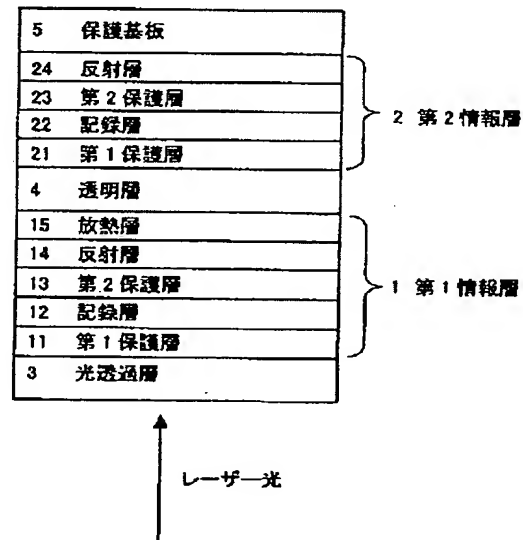 5 保護基板
24 反射層
23 第2保護層
22 記録層
21 第1保護層
2 第2情報層
4 透明層
15 放熱層
14 反射層
13 第2保護層
12 記録層
11 第1保護層
1 第1情報層
3 光透過層
レーザー光